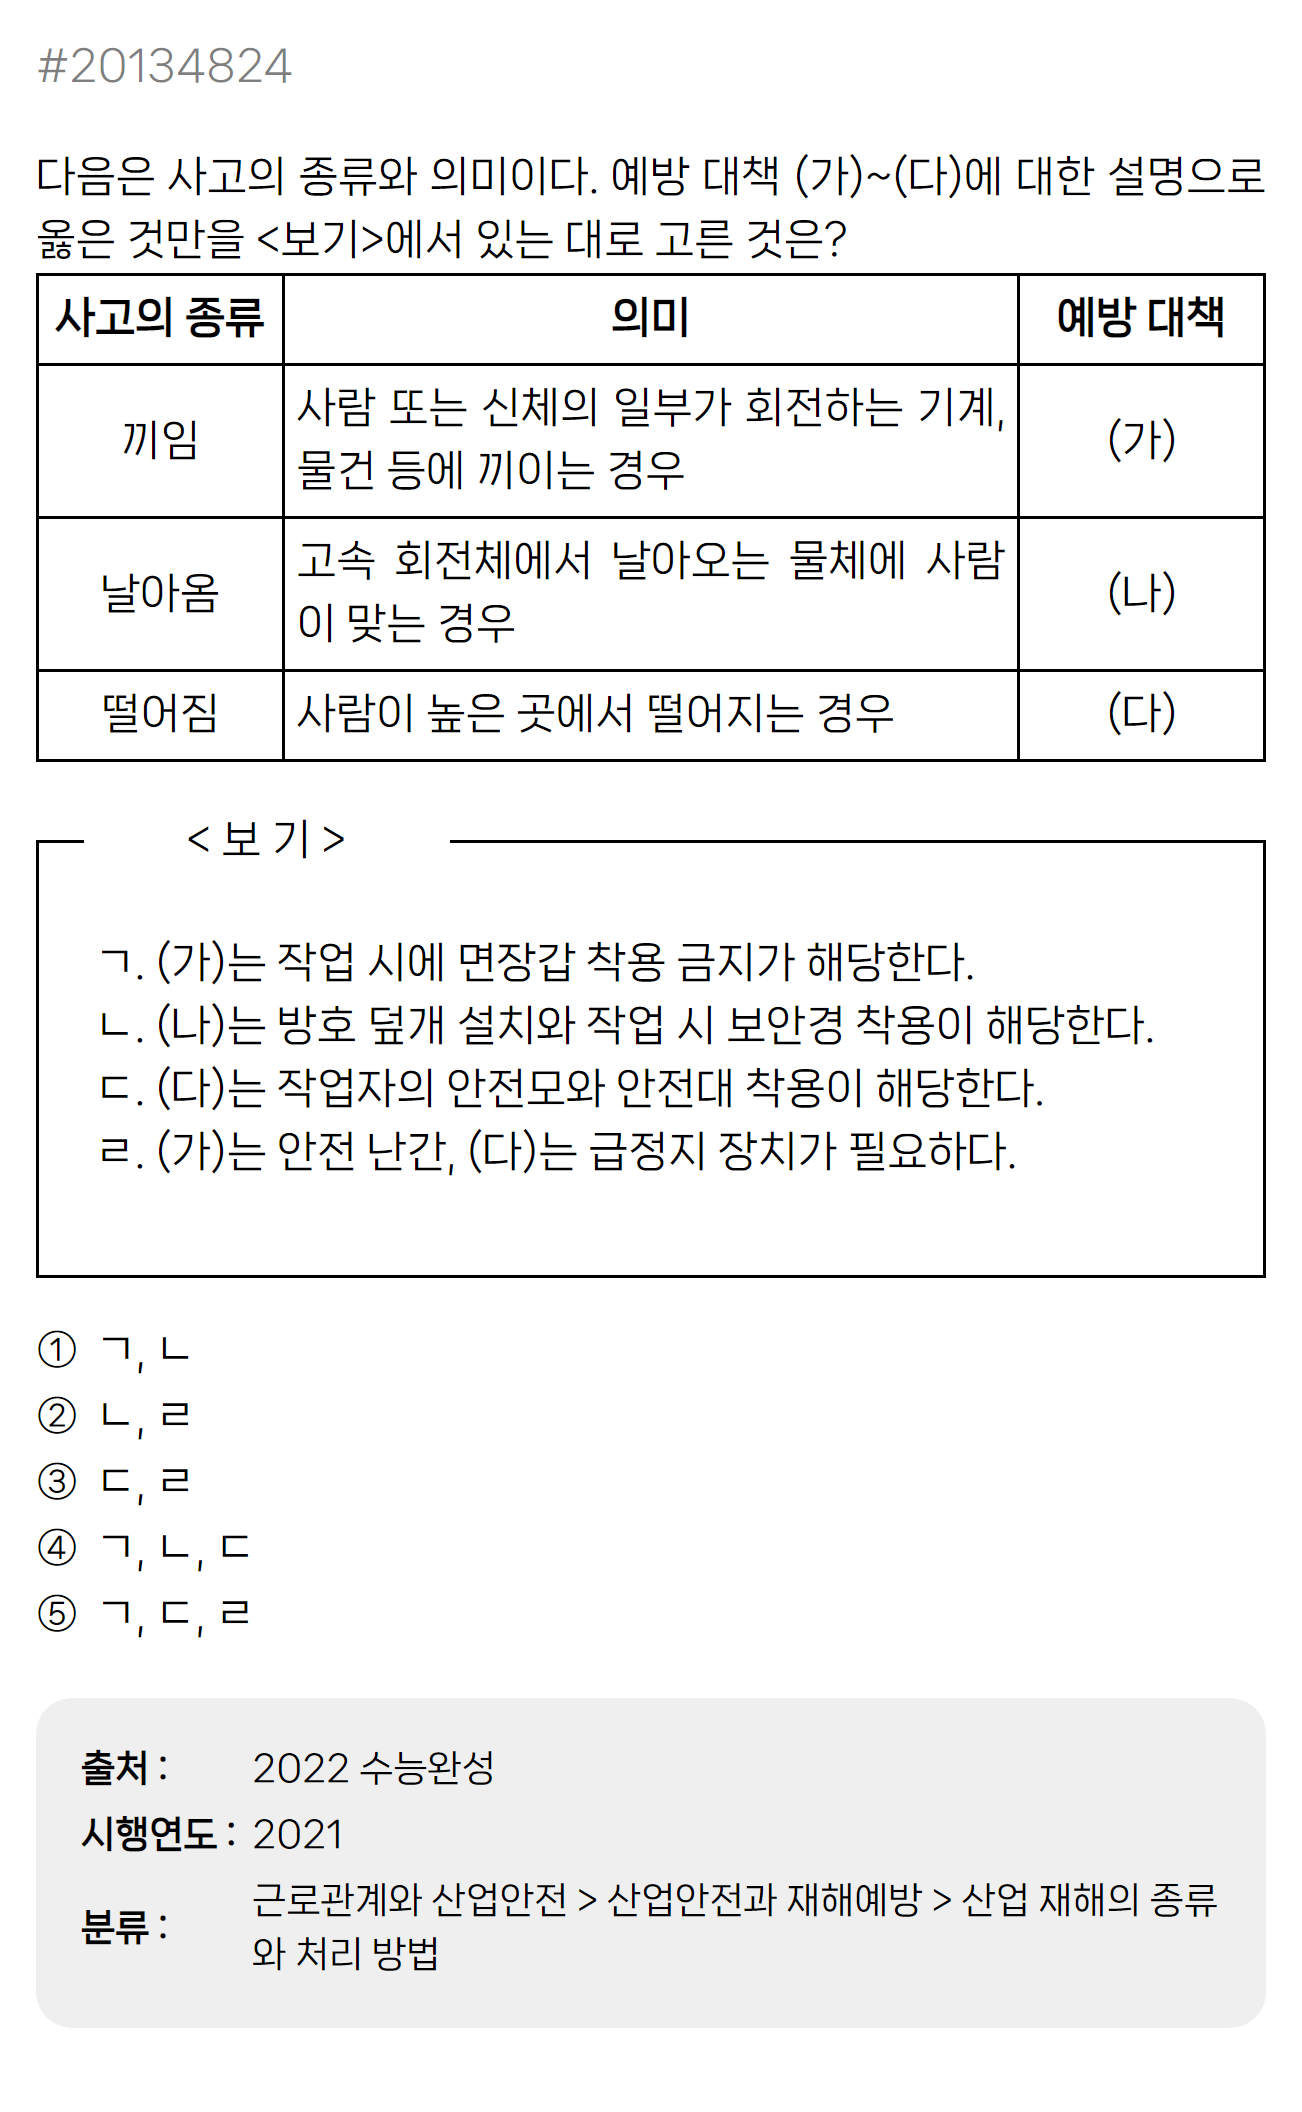 #20134824
다음은 사고의 종류와 의미이다. 예방 대책 (가)~(다)에 대한 설명으로
옳은 것만을 <보기>에서 있는 대로 고른 것은?
사고의 종류 의미 예방 대책
끼임 사람 또는 신체의 일부가 회전하는 기계, (가)
물건 등에 끼이는 경우
날아옴 고속 회전체에서 날아오는 물체에 사람 (나)
이 맞는 경우
떨어짐 사람이 높은 곳에서 떨어지는 경우 (다)
< 보 기 >
ㄱ. (가)는 작업 시에 면장갑 착용 금지가 해당한다.
ㄴ. (나)는 방호 덮개 설치와 작업 시 보안경 착용이 해당한다.
ㄷ. (다)는 작업자의 안전모와 안전대 착용이 해당한다.
ㄹ. (가)는 안전 난간, (다)는 급정지 장치가 필요하다.
① ㄱ, ㄴ
② ㄴ, ㄹ
③ ㄷ, ㄹ
④ ㄱ, ㄴ, ㄷ
⑤ ㄱ, ㄷ, ㄹ
출처 : 2022 수능완성
시행연도 : 2021
분류 : 근로관계와 산업안전 > 산업안전과 재해예방 > 산업 재해의 종류
와 처리 방법